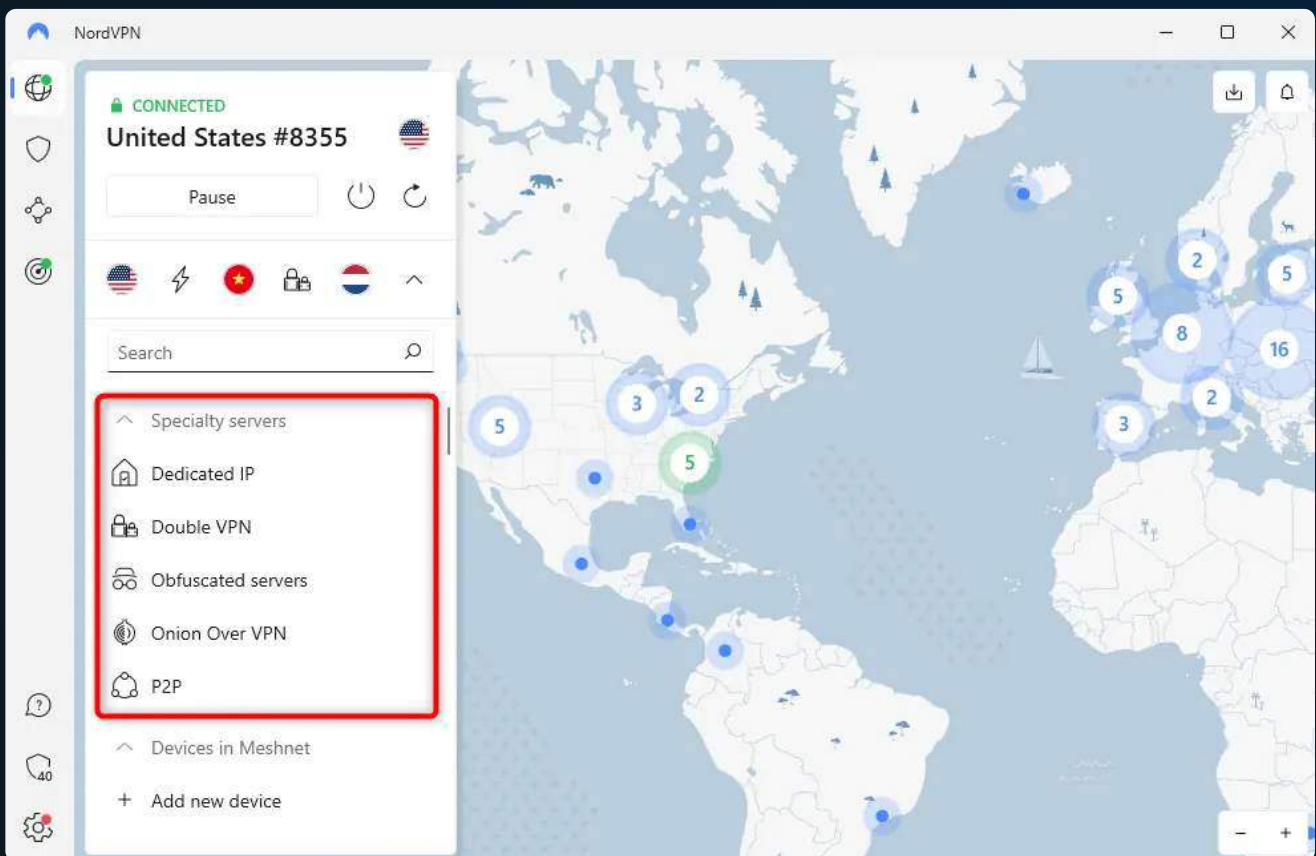 NordVPN
CONNECTED
United States #8355
Pause
Search
Specialty servers
Dedicated IP
Double VPN
Obfuscated servers
Onion Over VPN
P2P
Devices in Meshnet
+ Add new device
40
5
3
2
5
5
2
5
8
16
2
3
- +